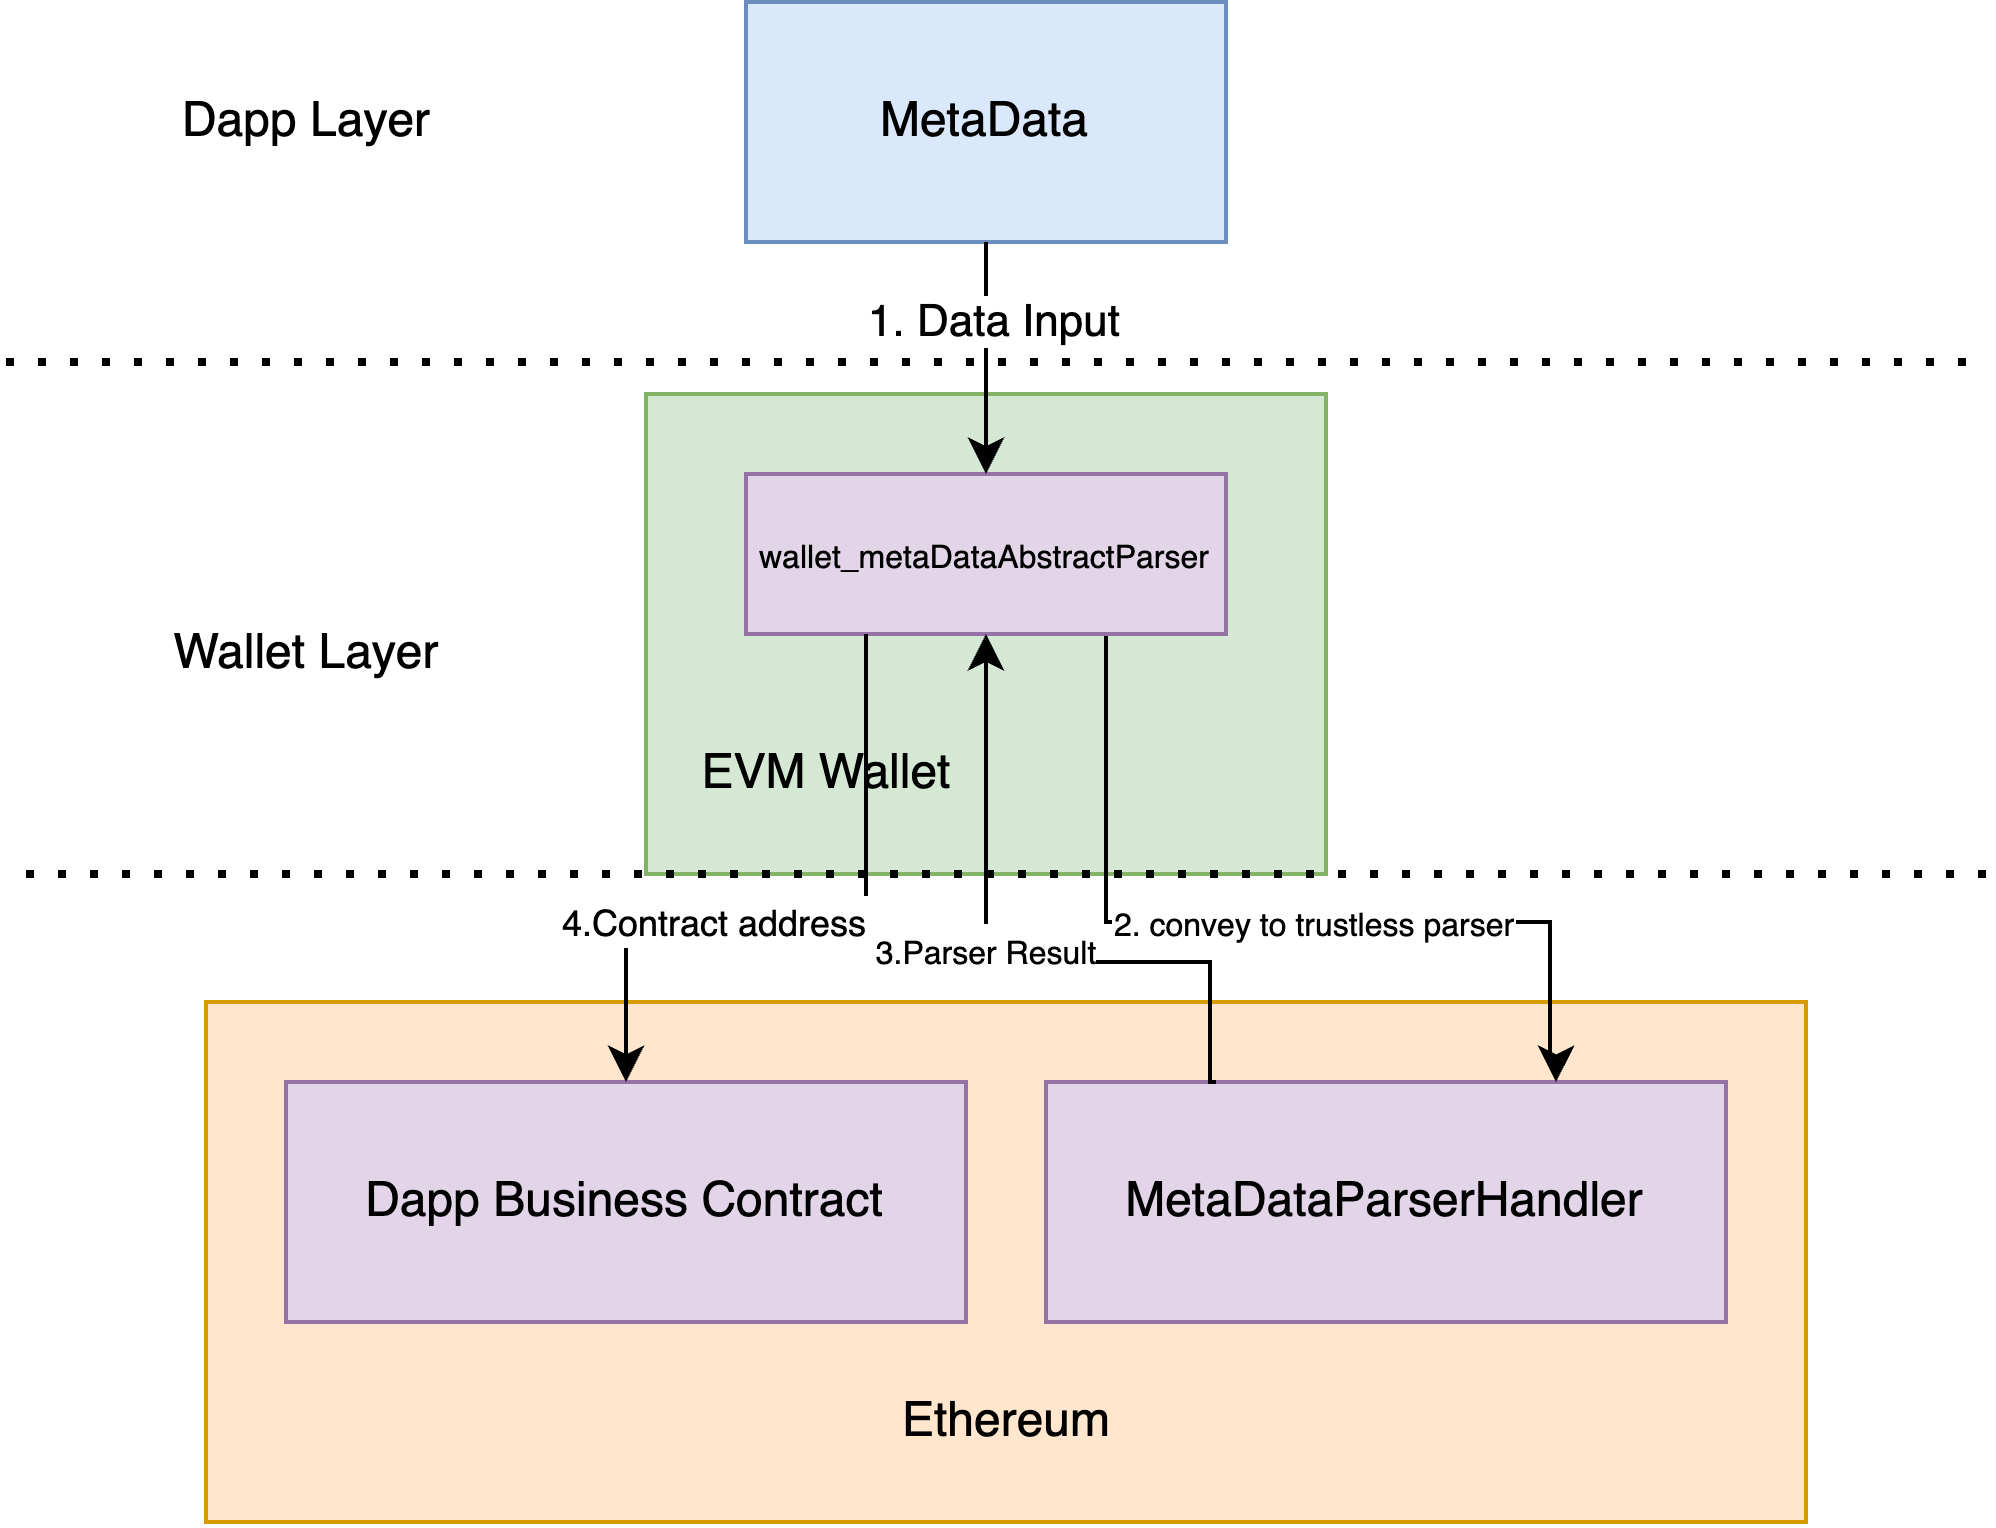 Dapp Layer
MetaData
1. Data Input
wallet_metaDataAbstractParser
Wallet Layer
EVM Wallet
4.Contract address
2. convey to trustless parser
3.Parser Result
Dapp Business Contract
MetaDataParserHandler
Ethereum